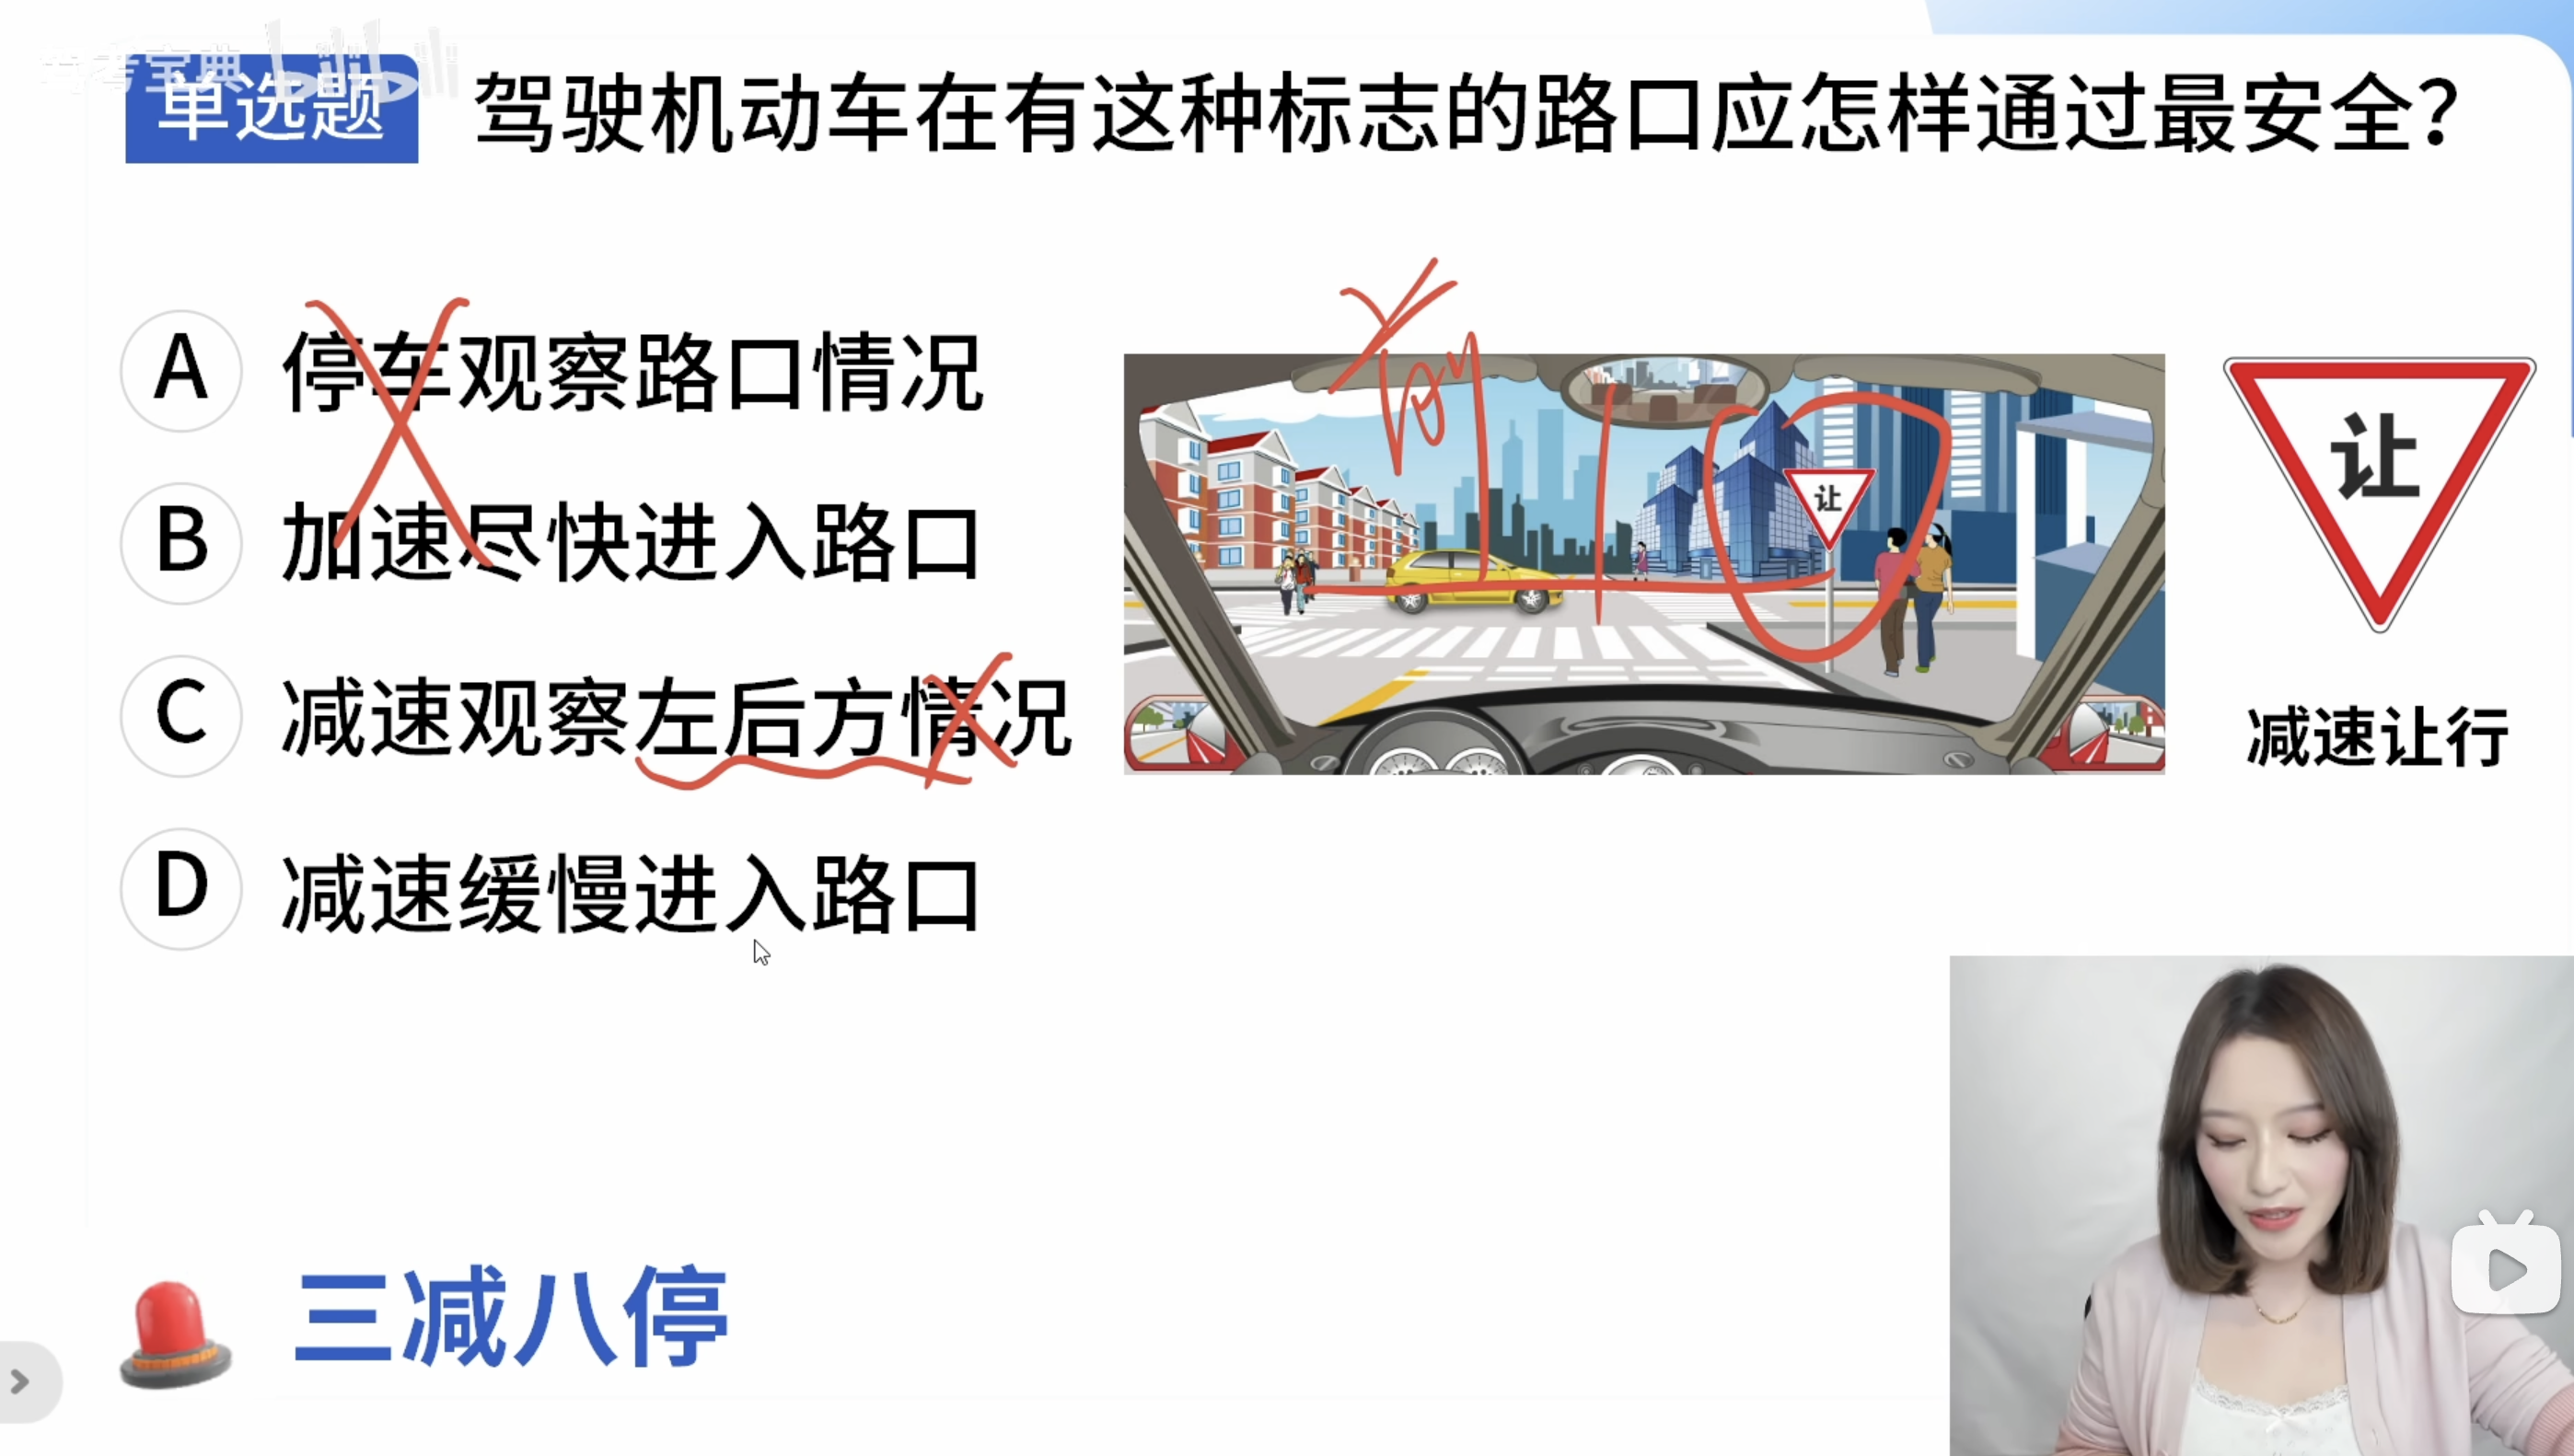 单选题 驾驶机动车在有这种标志的路口应怎样通过最安全?
A 停车观察路口情况
B 加速尽快进入路口
C 减速观察左后方情况
D 减速缓慢进入路口
让
让
减速让行
三减八停